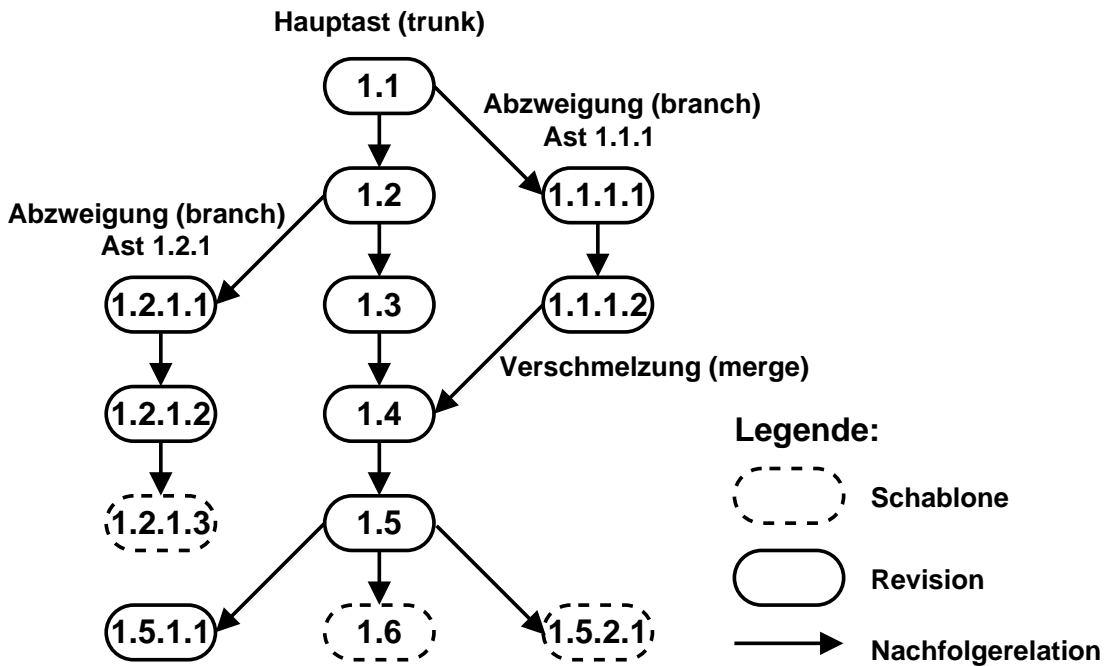 Hauptast (trunk)
1.1
Abzweigung (branch)
Ast 1.1.1
1.2
1.1.1.1
Abzweigung (branch)
Ast 1.2.1
1.2.1.1
1.3
1.1.1.2
Verschmelzung (merge)
1.2.1.2
1.4
Legende:
Schablone
1.2.1.3
1.5
Revision
1.5.1.1
1.6
1.5.2.1
Nachfolgerelation